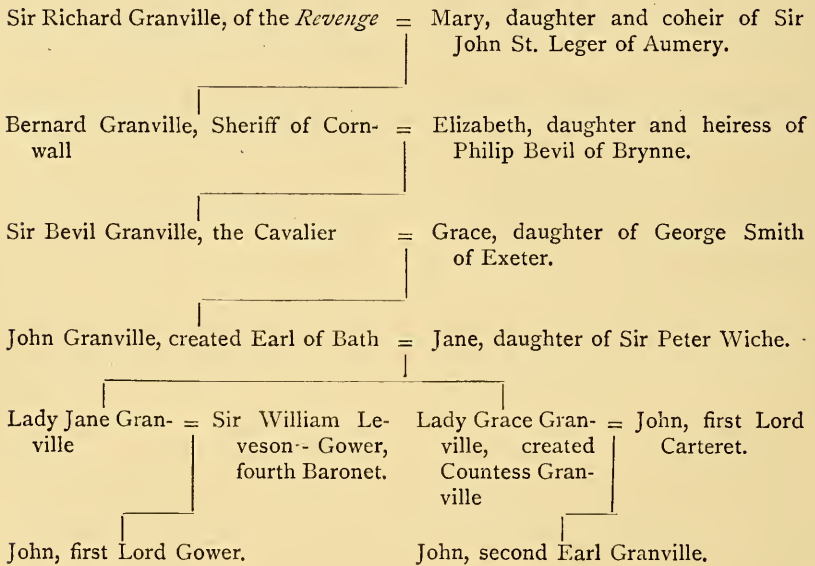 Sir Richard Granville, of the Revenge = Mary, daughter and coheir of Sir
John St. Leger of Aumery.
Bernard Granville, Sheriff of Corn- = Elizabeth, daughter and heiress of
wall Philip Bevil of Brynne.
Sir Bevil Granville, the Cavalier = Grace, daughter of George Smith
of Exeter.
John Granville, created Earl of Bath = Jane, daughter of Sir Peter Wiche.
Lady Jane Gran- = Sir William Le- Lady Grace Gran- = John, first Lord
ville veson-- Gower, ville, created Carteret.
fourth Baronet. Countess Gran-
ville
John, first Lord Gower. John, second Earl Granville.